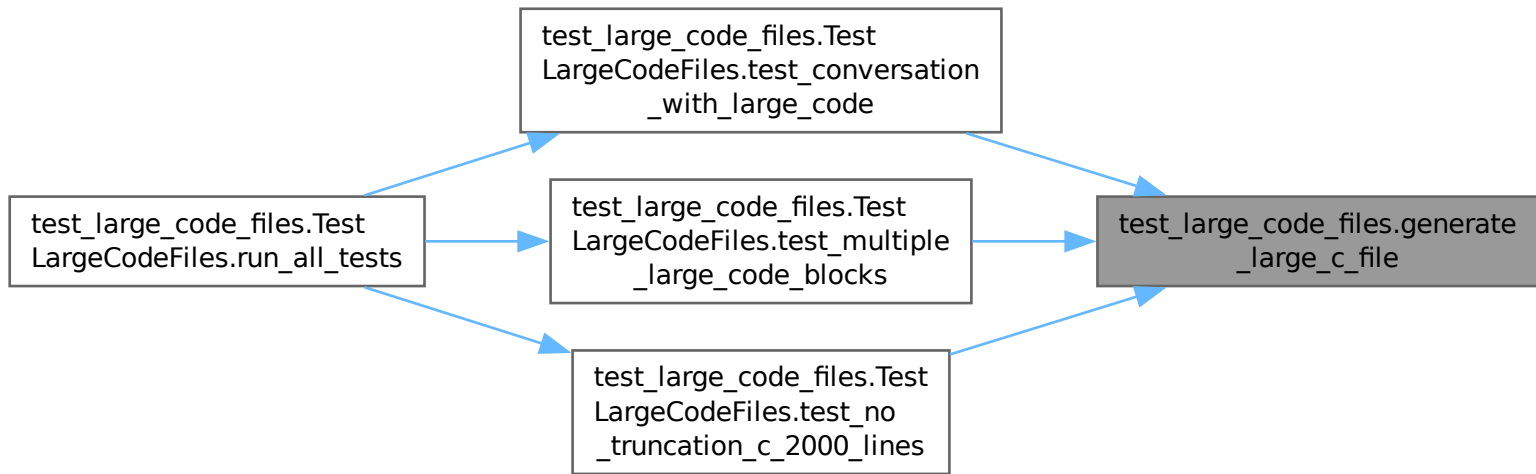 test_large_code_files.Test
LargeCodeFiles.test_conversation
_with_large_code
test_large_code_files.Test
LargeCodeFiles.run_all_tests
test_large_code_files.Test
LargeCodeFiles.test_multiple
_large_code_blocks
test_large_code_files.generate
_large_c_file
test_large_code_files.Test
LargeCodeFiles.test_no
_truncation_c_2000_lines